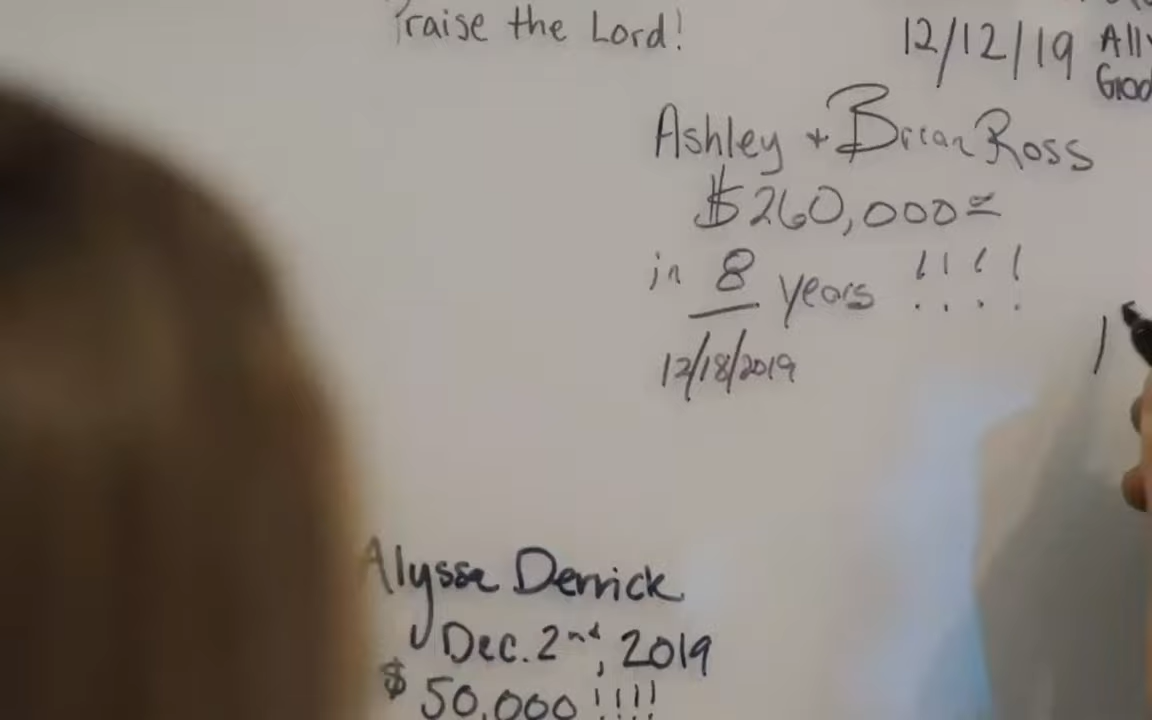 Praise the Lord!
12/12/19
Ashley + Brian Ross
$260,000
in 8 years !!!!
12/18/2019
Alyssa Derrick
Dec. 2nd, 2019
$50,000 !!!!